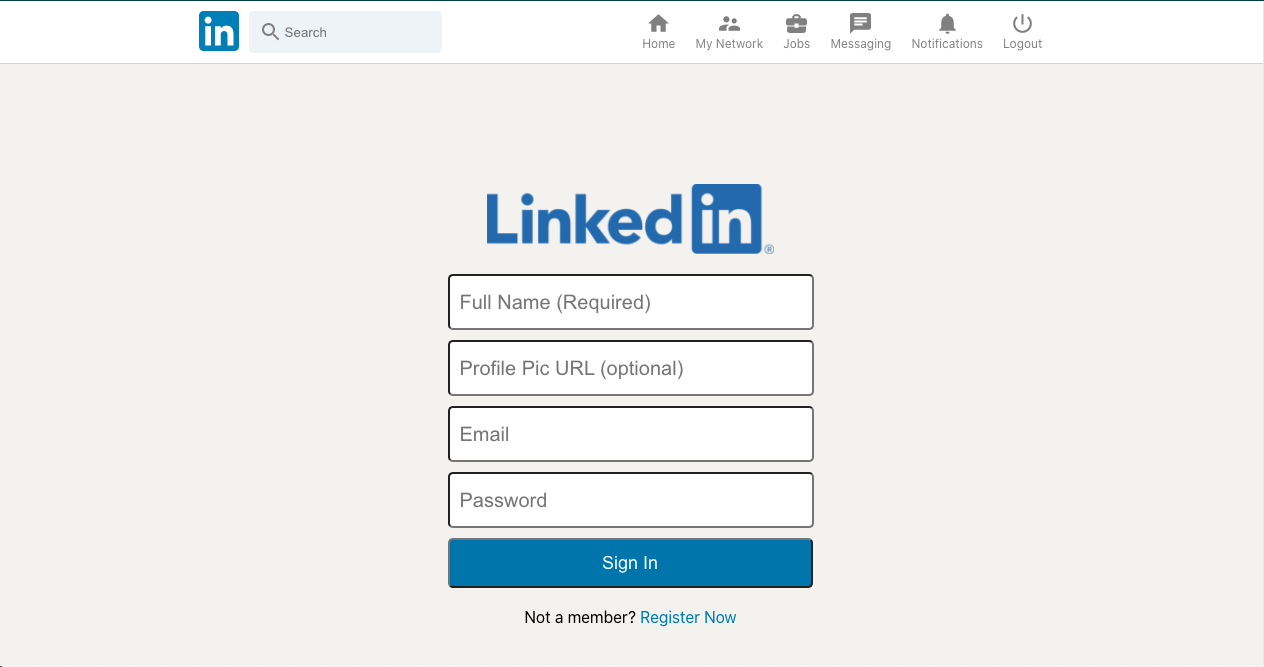 in Search Home My Network Jobs Messaging Notifications Logout
Linked in ®
Full Name (Required)
Profile Pic URL (optional)
Email
Password
Sign In
Not a member? Register Now